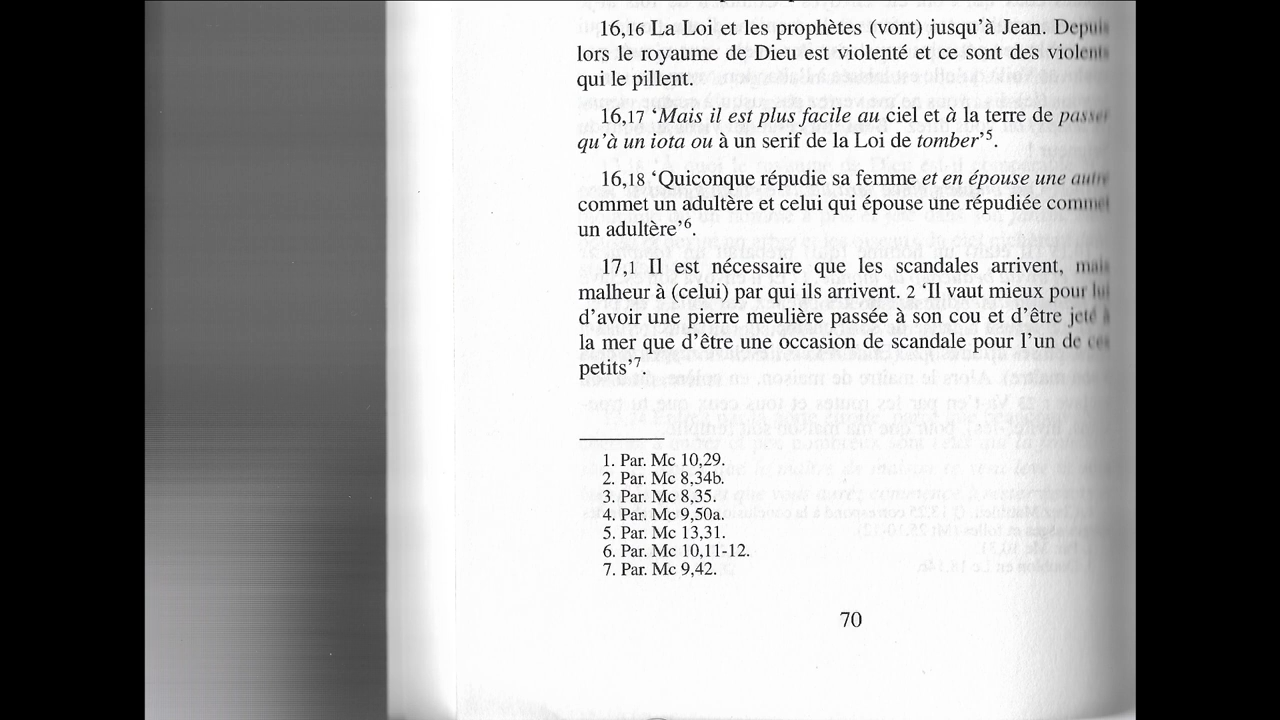 16,16 La Loi et les prophètes (vont) jusqu’à Jean. Depuis
lors le royaume de Dieu est violenté et ce sont des violents
qui le pillent.
16,17 ‘Mais il est plus facile au ciel et à la terre de passer
qu’à un iota ou à un serif de la Loi de tomber’5.
16,18 ‘Quiconque répudie sa femme et en épouse une autre
commet un adultère et celui qui épouse une répudiée commet
un adultère’6.
17,1 Il est nécessaire que les scandales arrivent, mais
malheur à (celui) par qui ils arrivent. 2 ‘Il vaut mieux pour lui
d’avoir une pierre meulière passée à son cou et d’être jeté à
la mer que d’être une occasion de scandale pour l’un de ces
petits’7.
1. Par. Mc 10,29.
2. Par. Mc 8,34b.
3. Par. Mc 8,35.
4. Par. Mc 9,50a.
5. Par. Mc 13,31.
6. Par. Mc 10,11-12.
7. Par. Mc 9,42.
70